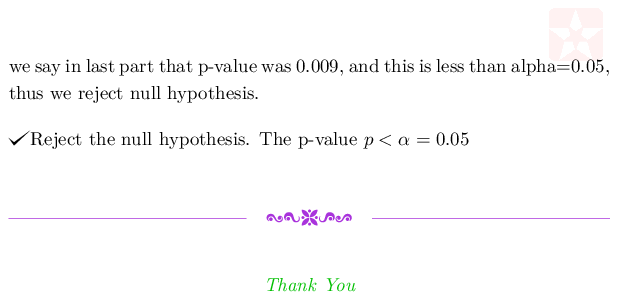 we say in last part that p-value was 0.009, and this is less than alpha=0.05,
thus we reject null hypothesis.
✓Reject the null hypothesis. The p-value p < α = 0.05
Thank You